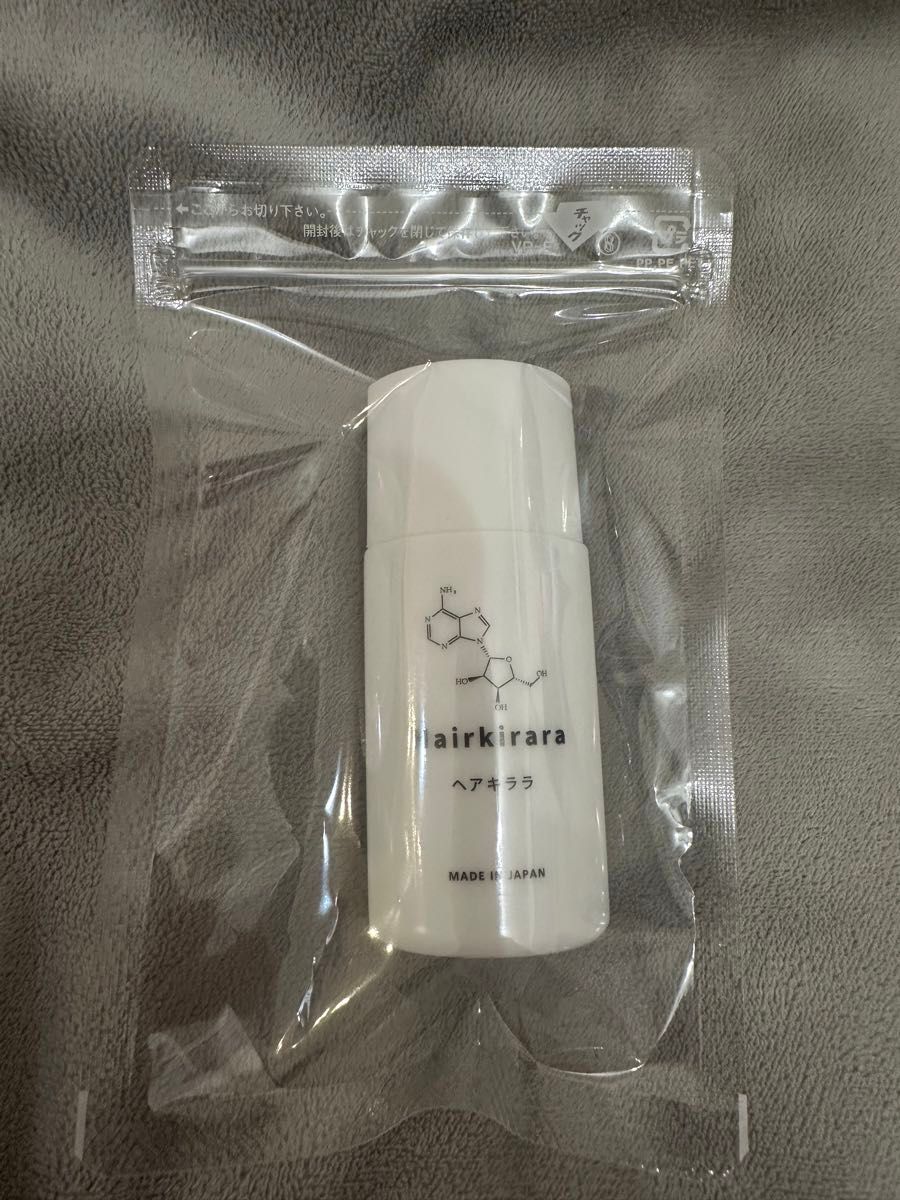 ←ここからお切り下さい。
チャック
開封後はチャックを閉じて
プラ
PP,PE
NH₂
N
N
N
N
O
HO
OH
OH
Hairkirara
ヘアキララ
MADE IN JAPAN